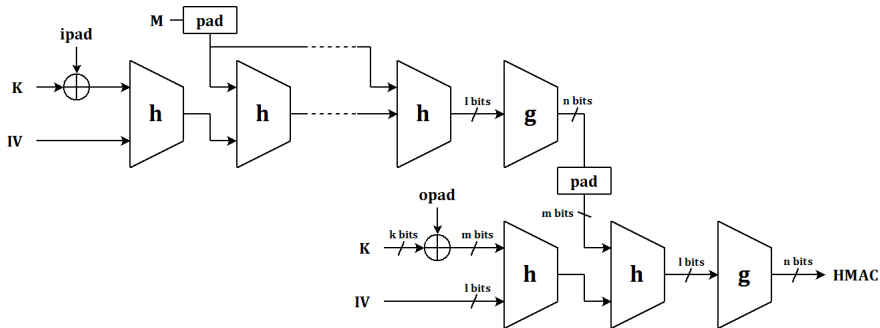 M pad
ipad
K
h h h l bits g n bits
IV
pad
opad m bits
K k bits m bits
h h l bits g n bits HMAC
IV l bits